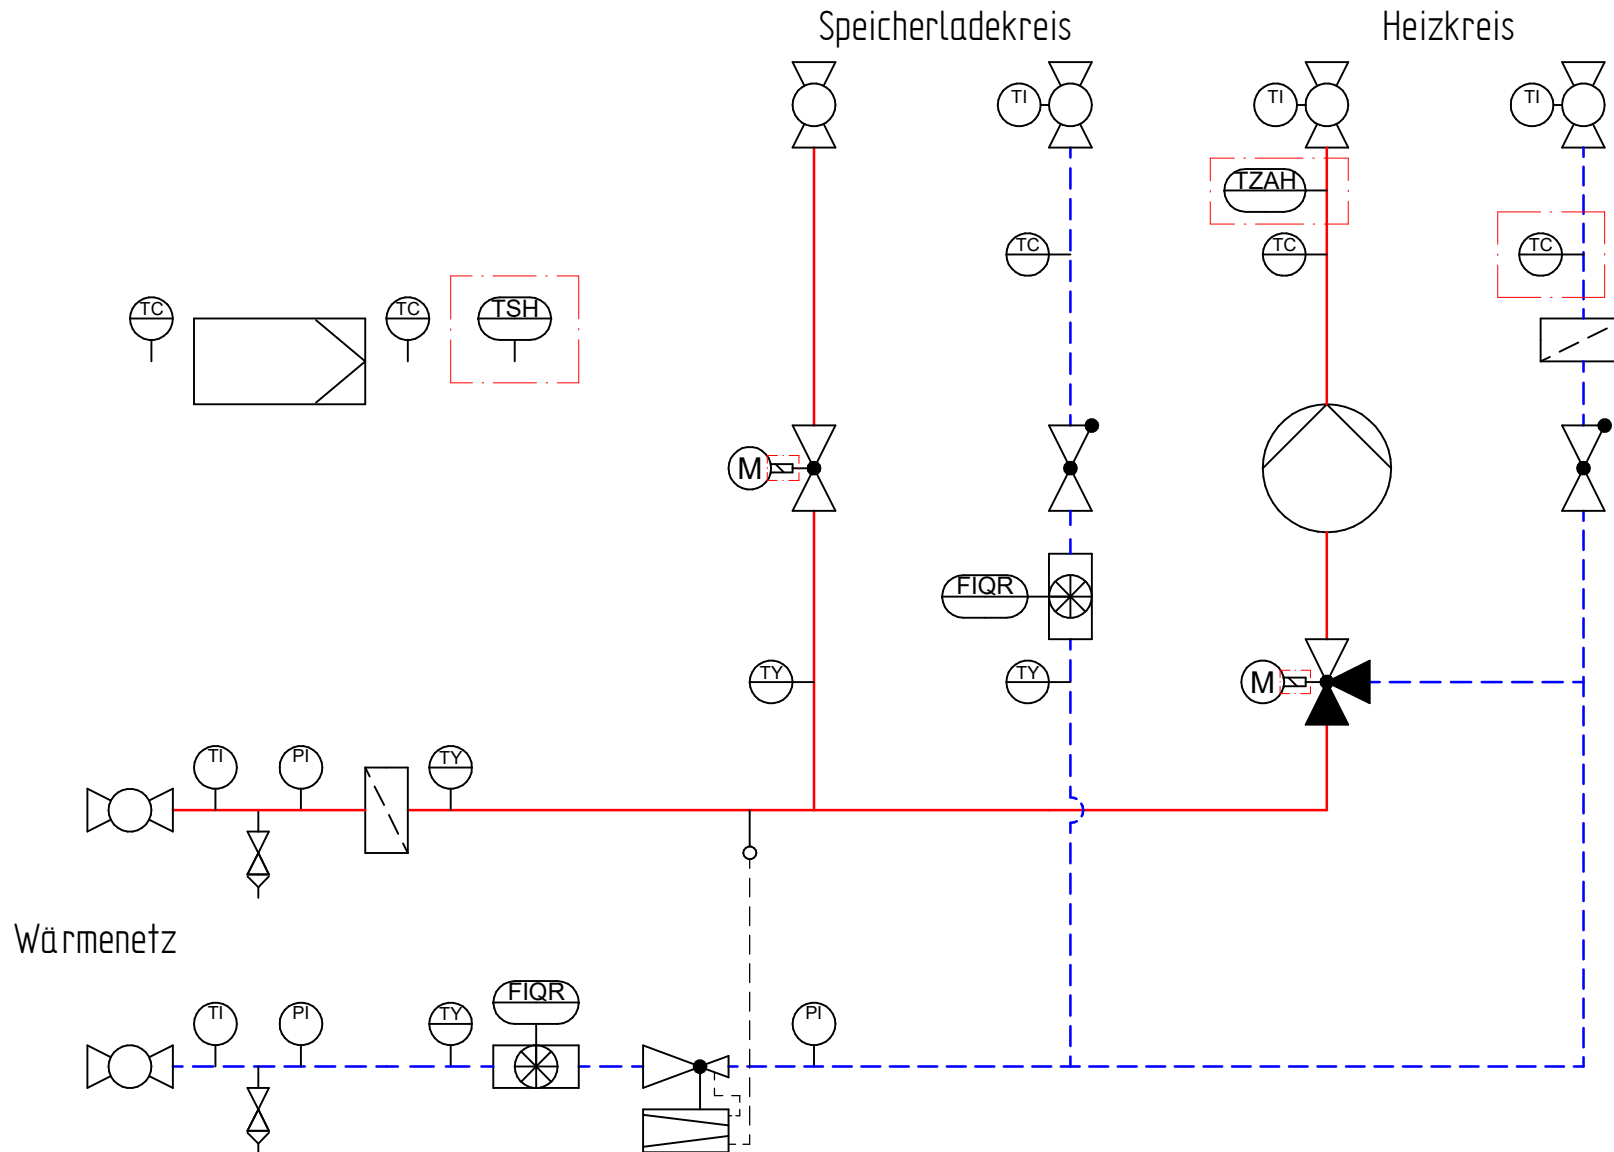 Speicherladekreis
Heizkreis
TI
TI
TI
TZAH
TC
TC
TC
TC
TC
TSH
M
FIQR
TY
TY
M
TI
PI
TY
Wärmenetz
TI
PI
TY
FIQR
PI